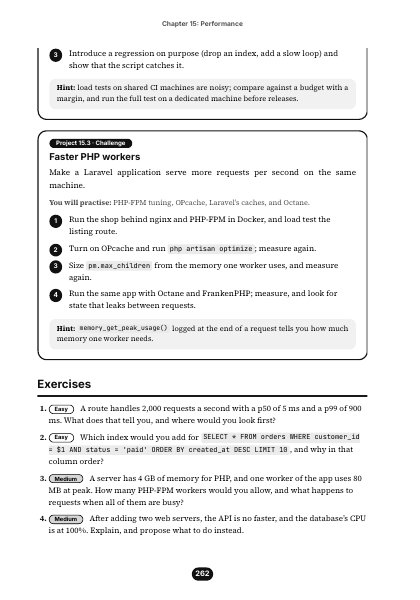 Chapter 15: Performance
3 Introduce a regression on purpose (drop an index, add a slow loop) and
show that the script catches it.
Hint: load tests on shared CI machines are noisy; compare against a budget with a
margin, and run the full test on a dedicated machine before releases.
Project 15.3 · Challenge
Faster PHP workers
Make a Laravel application serve more requests per second on the same
machine.
You will practise: PHP-FPM tuning, OPcache, Laravel's caches, and Octane.
1 Run the shop behind nginx and PHP-FPM in Docker, and load test the
listing route.
2 Turn on OPcache and run php artisan optimize; measure again.
3 Size pm.max_children from the memory one worker uses, and measure
again.
4 Run the same app with Octane and FrankenPHP; measure, and look for
state that leaks between requests.
Hint: memory_get_peak_usage() logged at the end of a request tells you how much
memory one worker needs.
Exercises
1. Easy A route handles 2,000 requests a second with a p50 of 5 ms and a p99 of 900
ms. What does that tell you, and where would you look first?
2. Easy Which index would you add for SELECT * FROM orders WHERE customer_id
= $1 AND status = 'paid' ORDER BY created_at DESC LIMIT 10, and why in that
column order?
3. Medium A server has 4 GB of memory for PHP, and one worker of the app uses 80
MB at peak. How many PHP-FPM workers would you allow, and what happens to
requests when all of them are busy?
4. Medium After adding two web servers, the API is no faster, and the database's CPU
is at 100%. Explain, and propose what to do instead.
262